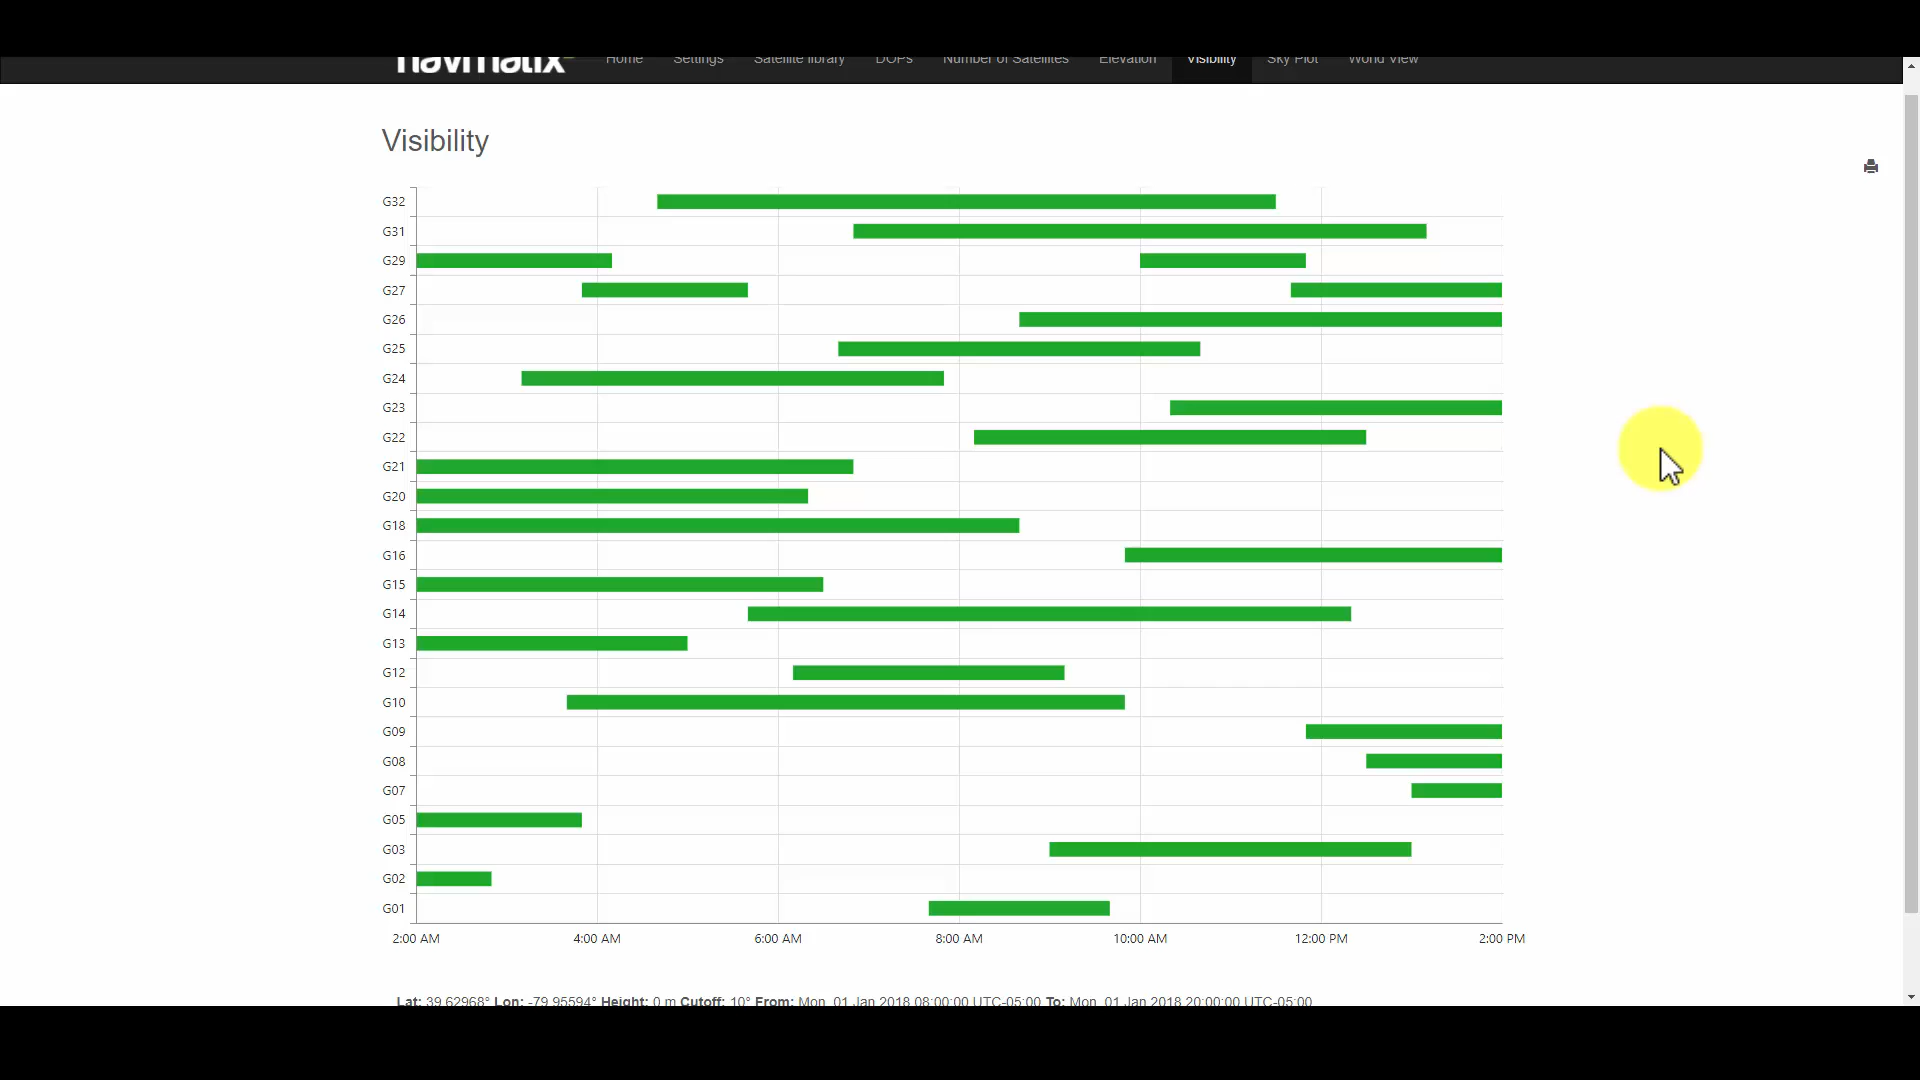 navmatix Home Settings Satellite library DOPs Number of Satellites Elevation Visibility Sky Plot World View
Visibility
G32
G31
G29
G27
G26
G25
G24
G23
G22
G21
G20
G18
G16
G15
G14
G13
G12
G10
G09
G08
G07
G05
G03
G02
G01
2:00 AM 4:00 AM 6:00 AM 8:00 AM 10:00 AM 12:00 PM 2:00 PM
Lat: 39.62968° Lon: -79.95594° Height: 0 m Cutoff: 10° From: Mon, 01 Jan 2018 08:00:00 UTC-05:00 To: Mon, 01 Jan 2018 20:00:00 UTC-05:00